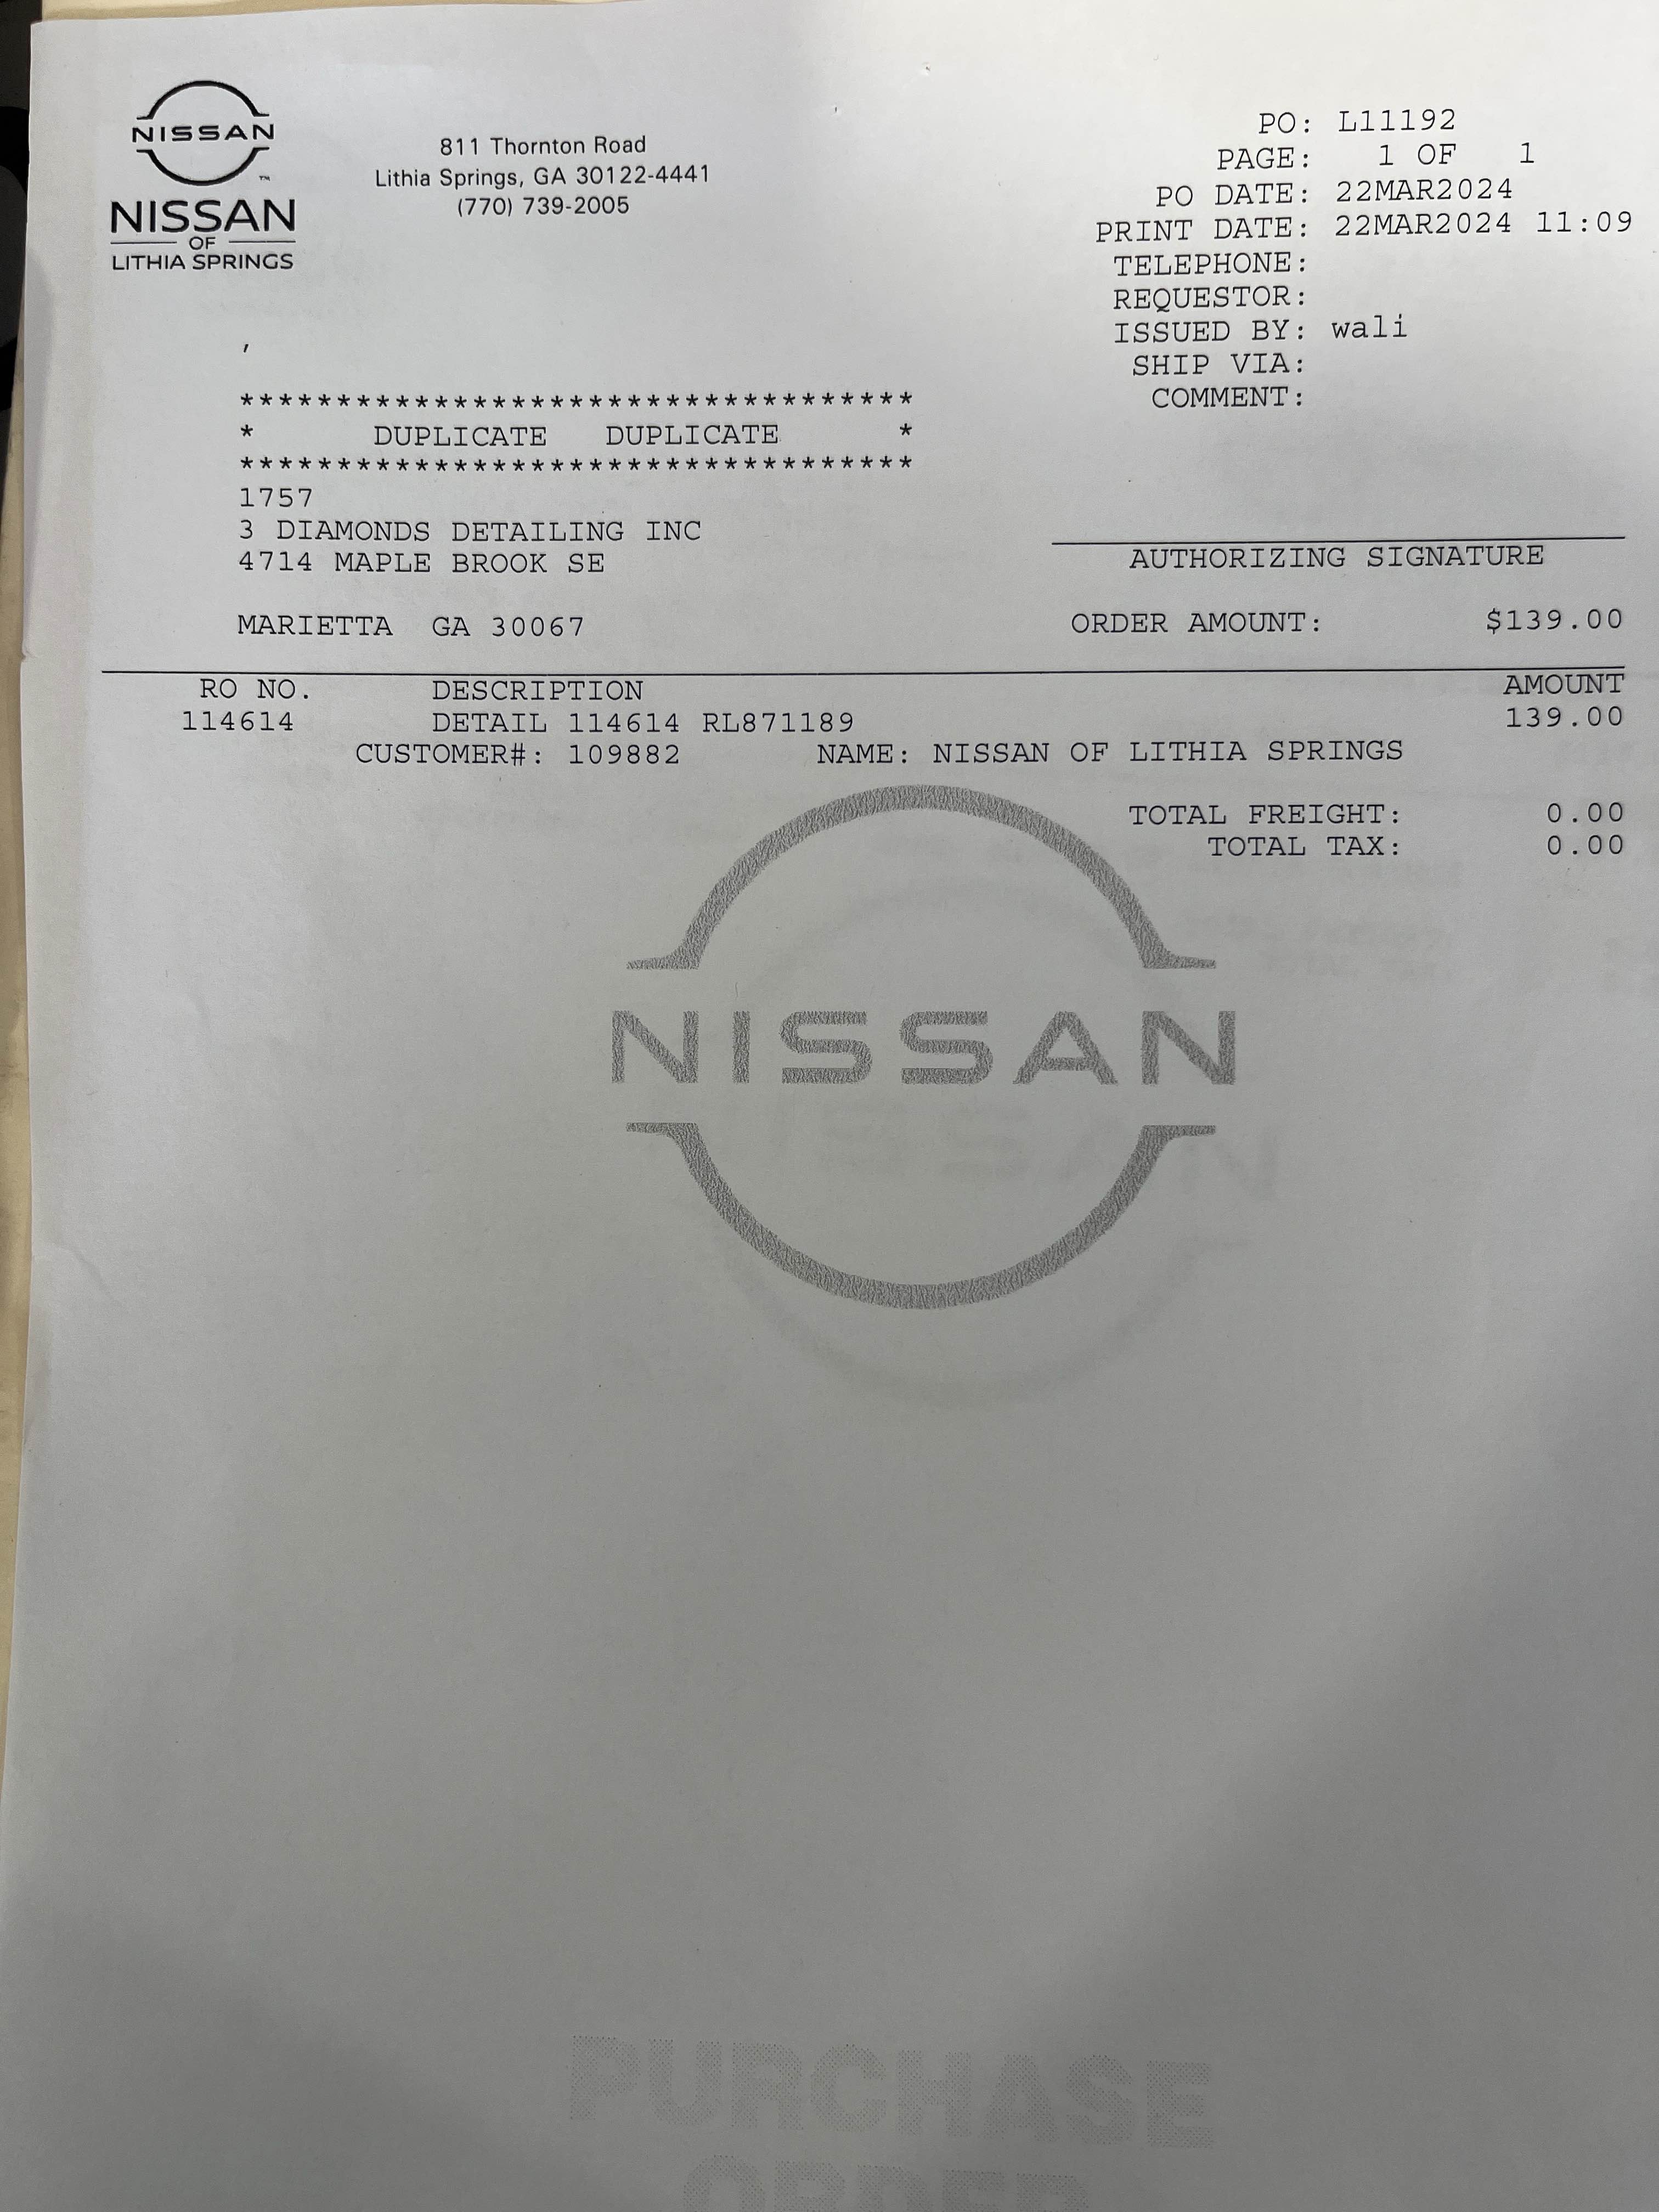 NISSAN
NISSAN
OF
LITHIA SPRINGS
811 Thornton Road
Lithia Springs, GA 30122-4441
(770) 739-2005
PO: L11192
PAGE: 1 OF 1
PO DATE: 22MAR2024
PRINT DATE: 22MAR2024 11:09
TELEPHONE:
REQUESTOR:
ISSUED BY: wali
SHIP VIA:
COMMENT:
,
***********************************
* DUPLICATE DUPLICATE *
***********************************
1757
3 DIAMONDS DETAILING INC
4714 MAPLE BROOK SE
MARIETTA GA 30067
AUTHORIZING SIGNATURE
ORDER AMOUNT: $139.00
RO NO. DESCRIPTION AMOUNT
114614 DETAIL 114614 RL871189 139.00
CUSTOMER#: 109882 NAME: NISSAN OF LITHIA SPRINGS
TOTAL FREIGHT: 0.00
TOTAL TAX: 0.00
NISSAN
PURCHASE
ORDER